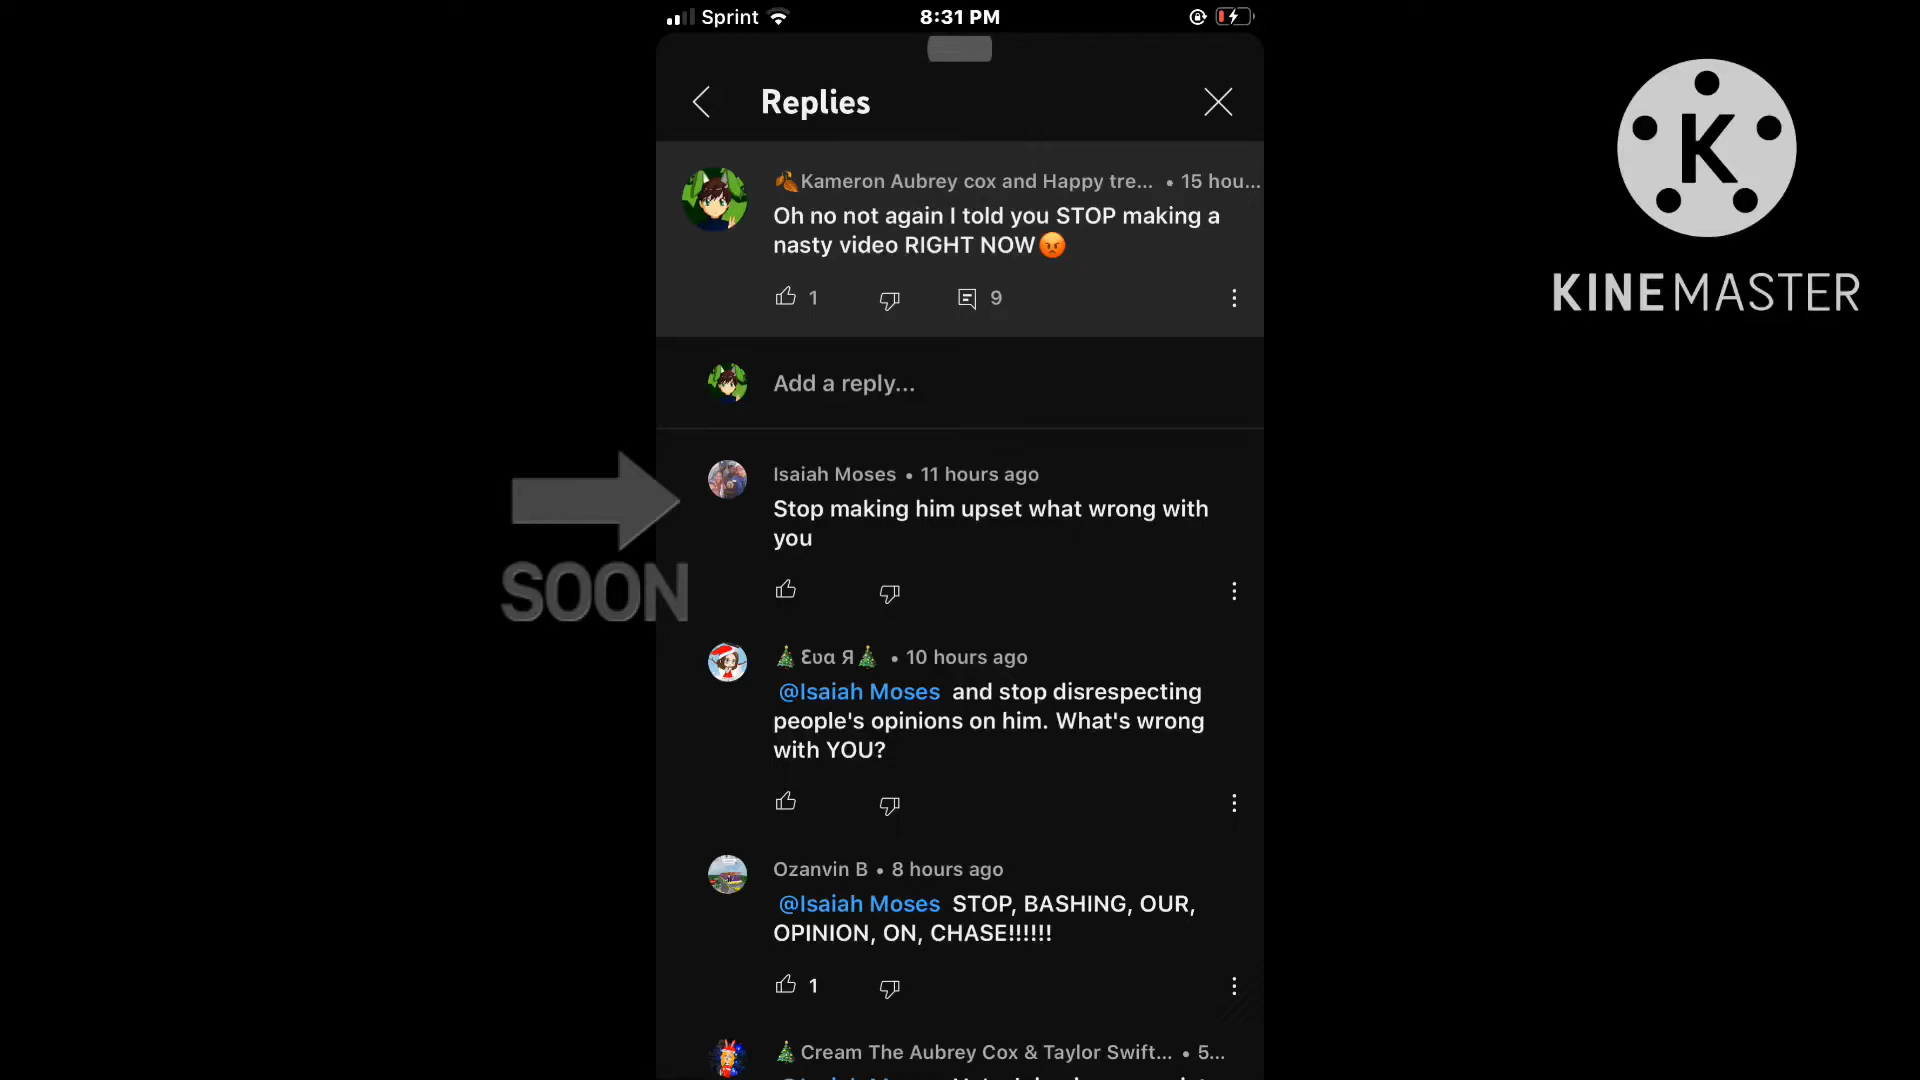 Sprint
8:31 PM
Replies
K
KINEMASTER
🍂Kameron Aubrey cox and Happy tre... • 15 hou...
Oh no not again I told you STOP making a
nasty video RIGHT NOW😡
1
9
Add a reply...
SOON
Isaiah Moses • 11 hours ago
Stop making him upset what wrong with
you
🎄Ευα Я🎄 • 10 hours ago
@Isaiah Moses and stop disrespecting
people's opinions on him. What's wrong
with YOU?
Ozanvin B • 8 hours ago
@Isaiah Moses STOP, BASHING, OUR,
OPINION, ON, CHASE!!!!!!
1
🎄Cream The Aubrey Cox & Taylor Swift... • 5...